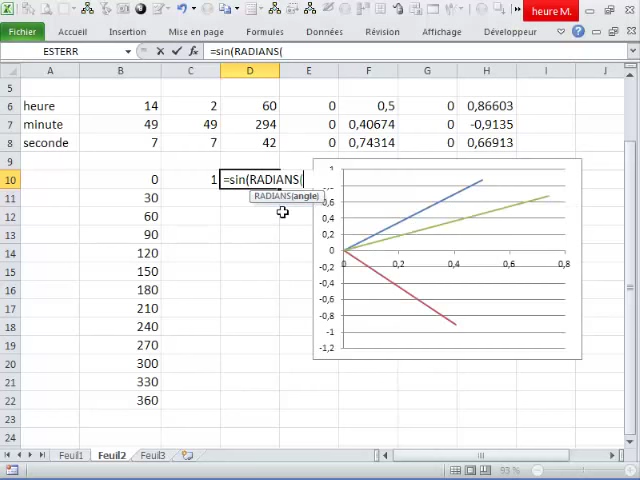 heure M.
Fichier Accueil Insertion Mise en page Formules Données Révision Affichage Développeur
ESTERR =sin(RADIANS(
A B C D E F G H I J
5
6 heure 14 2 60 0 0,5 0 0,86603
7 minute 49 49 294 0 0,40674 0 -0,9135
8 seconde 7 7 42 0 0,74314 0 0,66913
9
10 0 1 =sin(RADIANS(
RADIANS(angle)
11 30
12 60
13 90
14 120
15 150
16 180
17 210
18 240
19 270
20 300
21 330
22 360
23
24
1
0,8
0,6
0,4
0,2
0
-0,2
-0,4
-0,6
-0,8
-1
-1,2
0 0,2 0,4 0,6 0,8
Feuil1 Feuil2 Feuil3
93 %